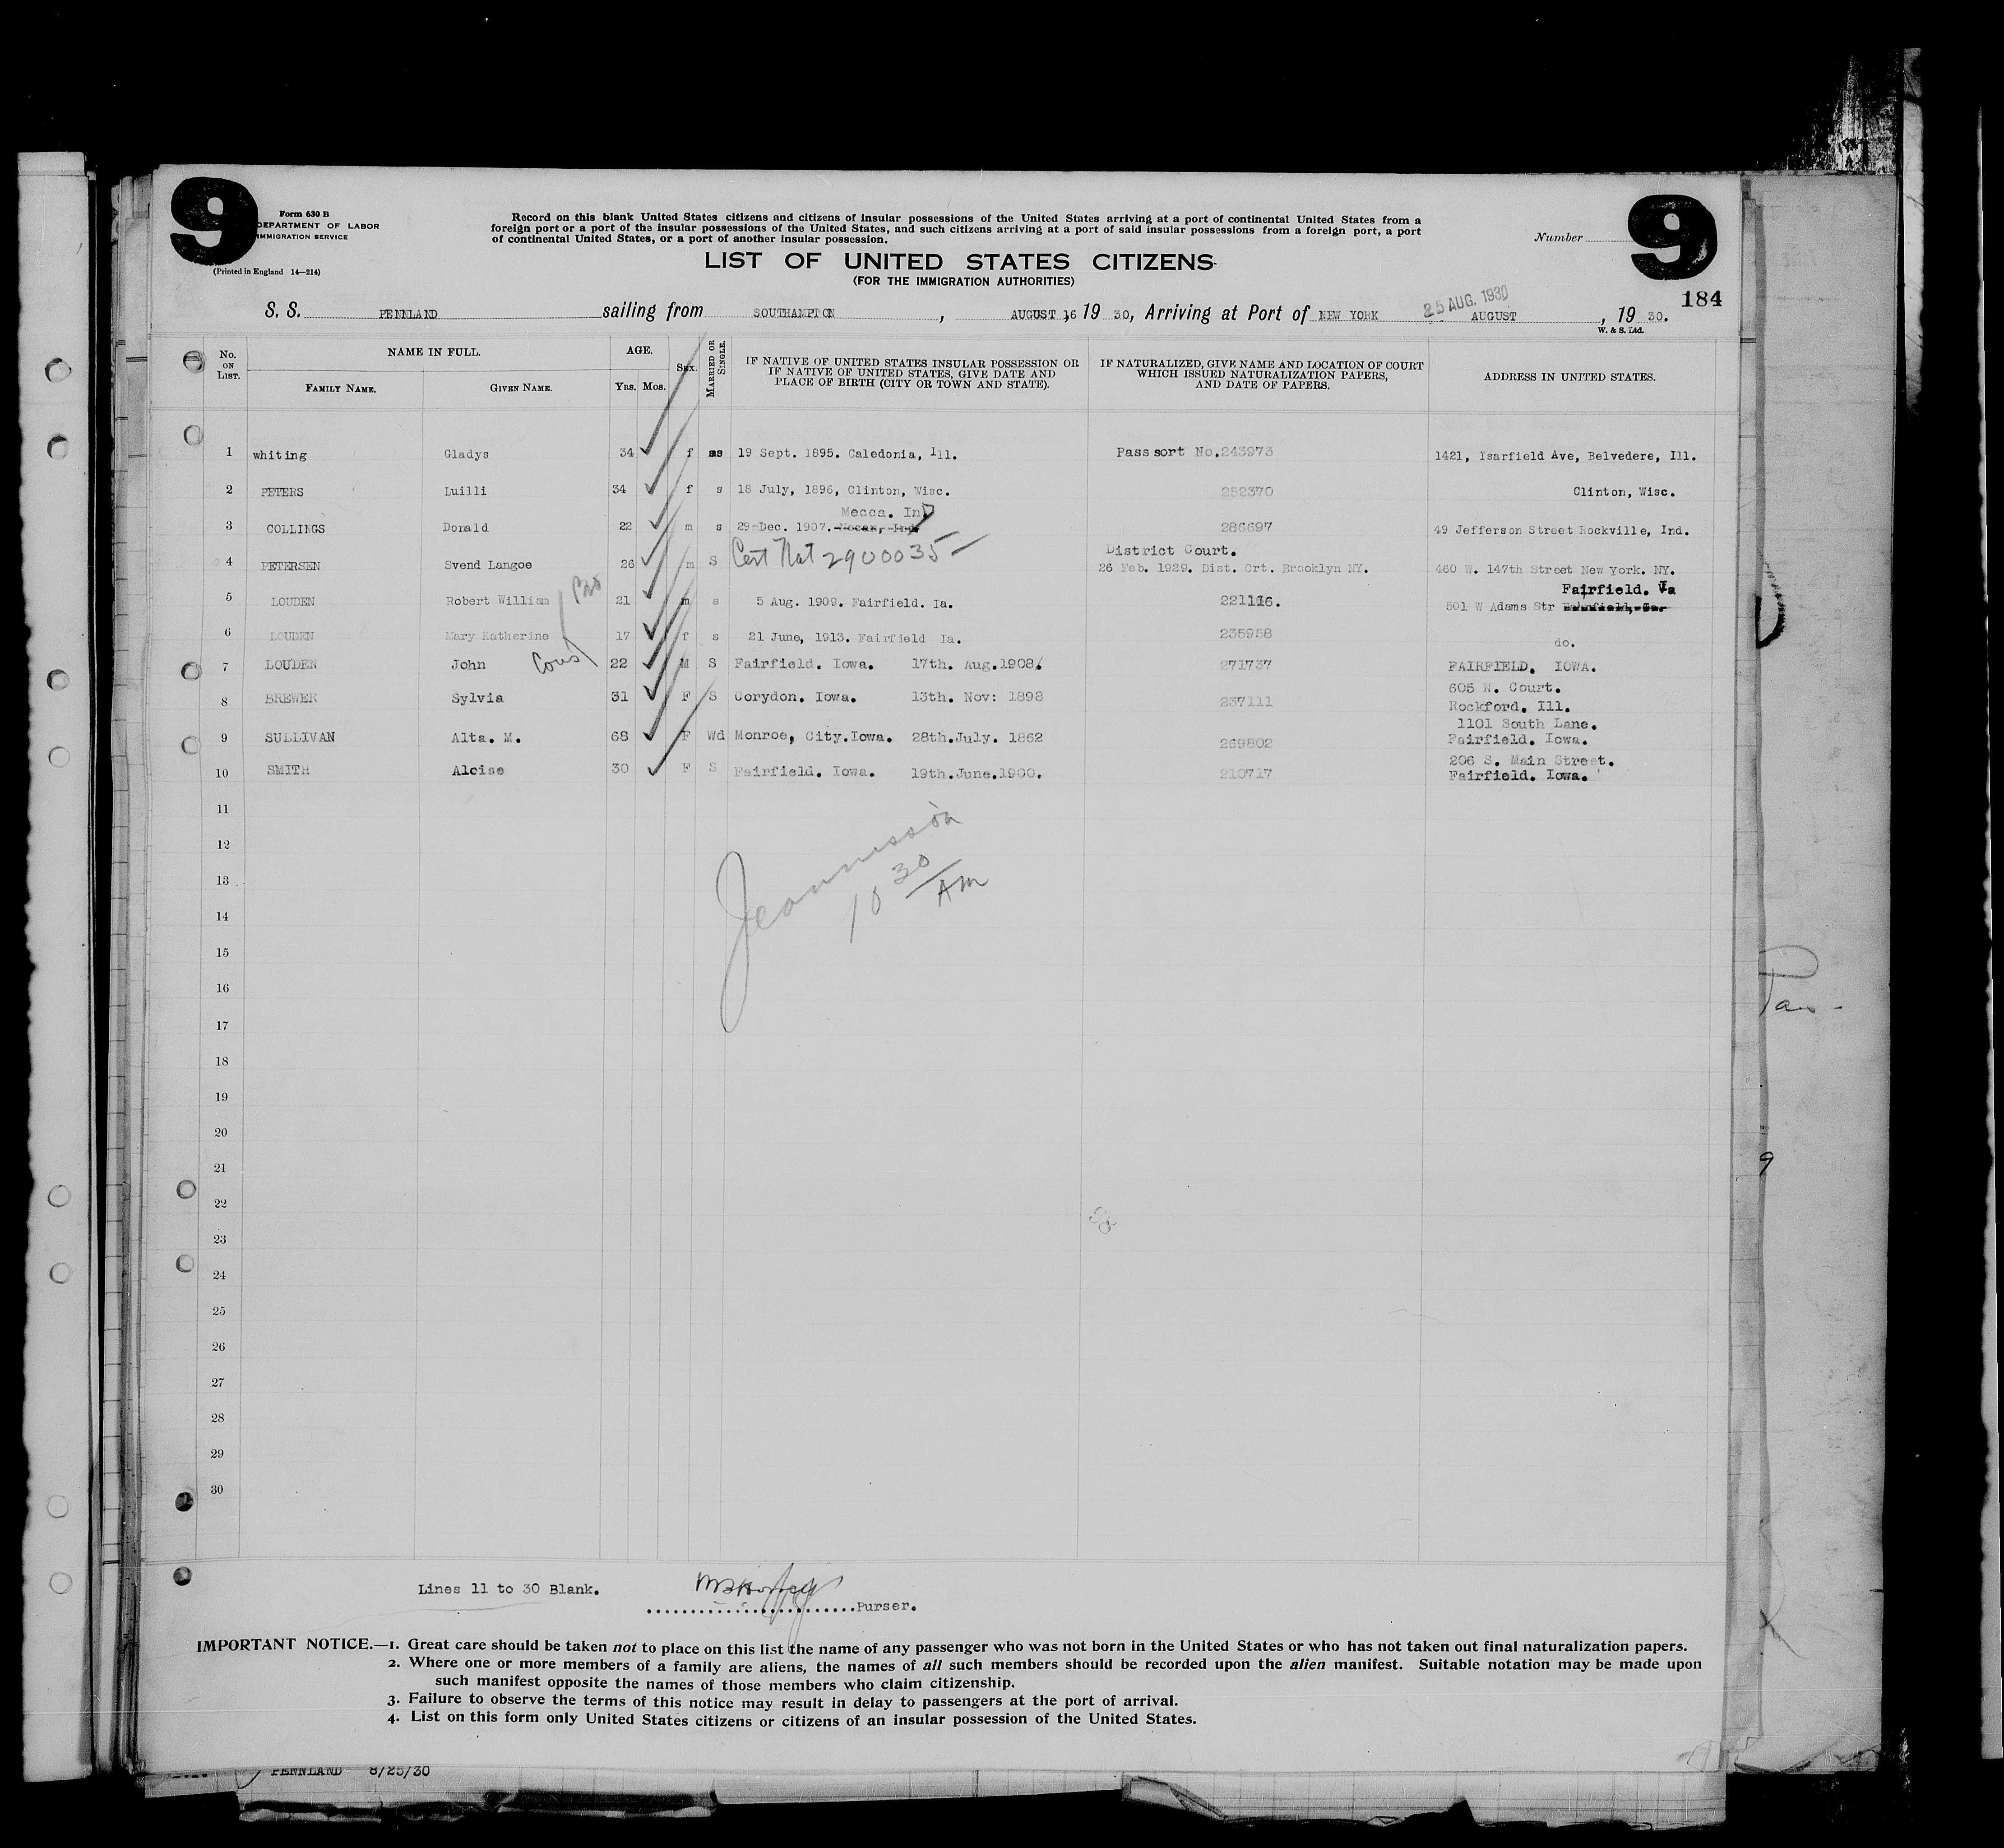 9
Form 630 B
DEPARTMENT OF LABOR
IMMIGRATION SERVICE
(Printed in England 14—214)
Record on this blank United States citizens and citizens of insular possessions of the United States arriving at a port of continental United States from a
foreign port or a port of the insular possessions of the United States, and such citizens arriving at a port of said insular possessions from a foreign port, a port
of continental United States, or a port of another insular possession.
Number
9
LIST OF UNITED STATES CITIZENS
(FOR THE IMMIGRATION AUTHORITIES)
184
25 AUG. 1930
S. S. PENNLAND sailing from SOUTHAMPTON, AUGUST 16 19 30, Arriving at Port of NEW YORK AUGUST, 19 30.
W. & S. Ltd.
No. ON LIST. NAME IN FULL. FAMILY NAME. GIVEN NAME. AGE. Yrs. Mos. Sex. MARRIED OR SINGLE. IF NATIVE OF UNITED STATES INSULAR POSSESSION OR IF NATIVE OF UNITED STATES, GIVE DATE AND PLACE OF BIRTH (CITY OR TOWN AND STATE). IF NATURALIZED, GIVE NAME AND LOCATION OF COURT WHICH ISSUED NATURALIZATION PAPERS, AND DATE OF PAPERS. ADDRESS IN UNITED STATES.
1 whiting Gladys 34 f s 19 Sept. 1895. Caledonia, Ill. Passsort No.243973 1421, Isarfield Ave, Belvedere, Ill.
2 PETERS Luilli 34 f s 18 July, 1896, Clinton, Wisc. 252370 Clinton, Wisc.
Mecca. Ind
3 COLLINGS Donald 22 m s 29 Dec. 1907. 286697 49 Jefferson Street Rockville, Ind.
Cert Nat 2900035 District Court.
4 PETERSEN Svend Langoe 26 m S 26 Feb. 1929. Dist. Crt. Brooklyn NY. 460 W. 147th Street New York. NY.
Fairfield. Ia
5 LOUDEN Robert William 21 m s 5 Aug. 1909. Fairfield. Ia. 221116. 501 W Adams Str
6 LOUDEN Mary Katherine 17 f s 21 June, 1913. Fairfield Ia. 235958 do.
7 LOUDEN John Cous 22 M S Fairfield. Iowa. 17th. Aug.1908. 271737 FAIRFIELD. IOWA.
605 N. Court.
8 BREWER Sylvia 31 F S Corydon. Iowa. 13th. Nov: 1898 237111 Rockford. Ill.
1101 South Lane.
9 SULLIVAN Alta. M. 68 F Wd Monroe, City.Iowa. 28th.July. 1862 269802 Fairfield. Iowa.
206 S. Main Street.
10 SMITH Aloise 30 F S Fairfield. Iowa. 19th.June.1900. 210717 Fairfield. Iowa.
11
12
13
10 30 AM
14
15
16
17
18
19
20
21
22
23
24
25
26
27
28
29
30
Lines 11 to 30 Blank.
Purser.
IMPORTANT NOTICE.—1. Great care should be taken not to place on this list the name of any passenger who was not born in the United States or who has not taken out final naturalization papers.
2. Where one or more members of a family are aliens, the names of all such members should be recorded upon the alien manifest. Suitable notation may be made upon
such manifest opposite the names of those members who claim citizenship.
3. Failure to observe the terms of this notice may result in delay to passengers at the port of arrival.
4. List on this form only United States citizens or citizens of an insular possession of the United States.
PENNLAND 8/25/30